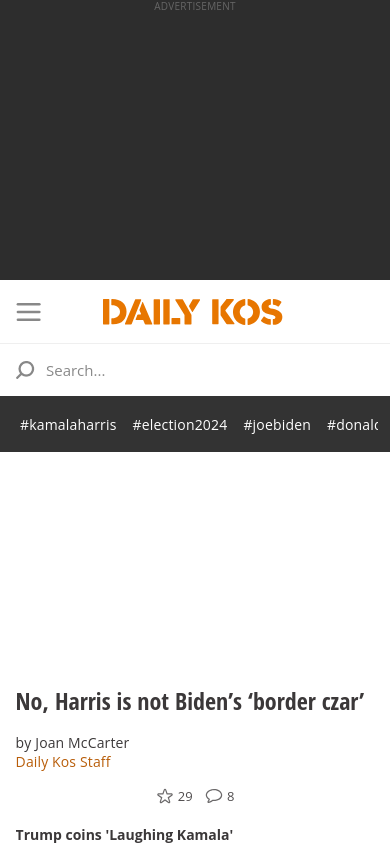 ADVERTISEMENT
DAILY KOS
Search...
#kamalaharris #election2024 #joebiden #donald
No, Harris is not Biden’s ‘border czar’
by Joan McCarter
Daily Kos Staff
29 8
Trump coins 'Laughing Kamala'